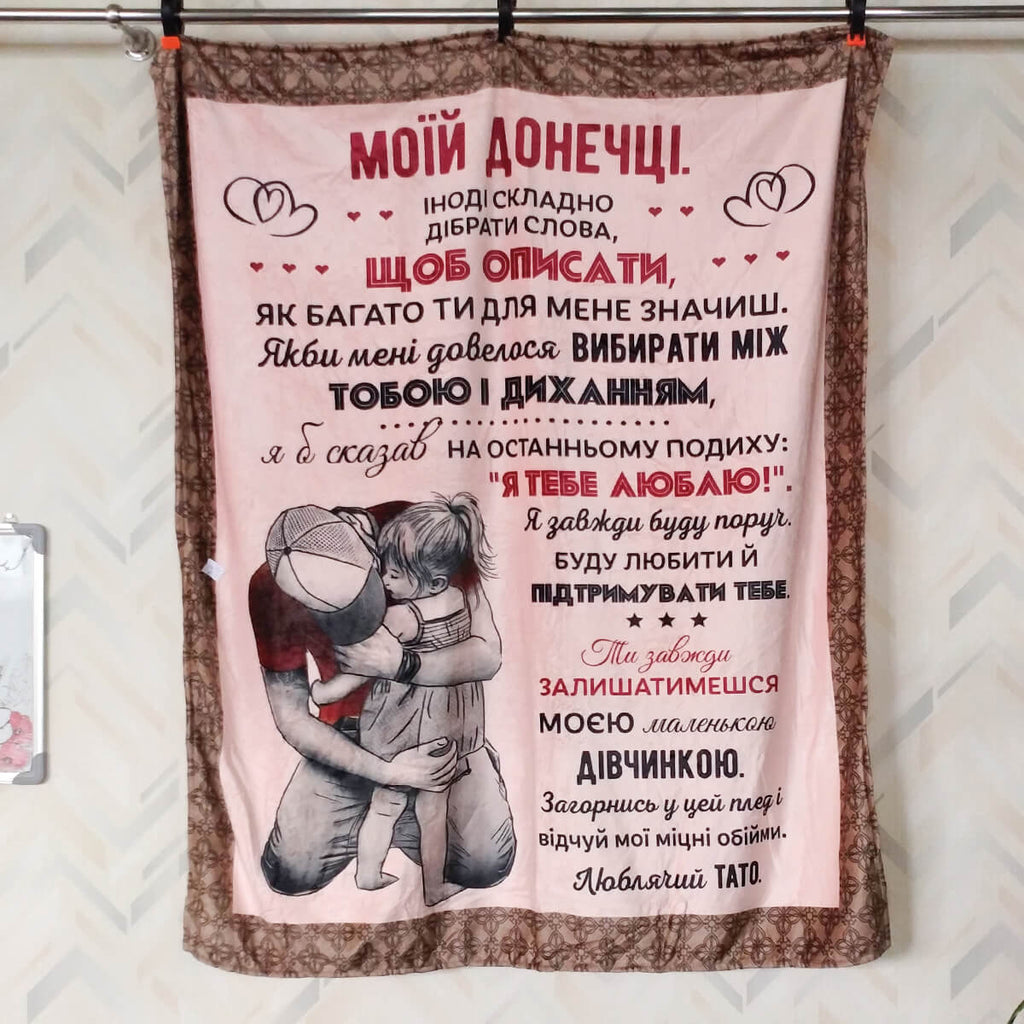 МОЇЙ ДОНЕЧЦІ.
ІНОДІ СКЛАДНО
ДІБРАТИ СЛОВА,
ЩОБ ОПИСАТИ,
ЯК БАГАТО ТИ ДЛЯ МЕНЕ ЗНАЧИШ.
Якби мені довелося ВИБИРАТИ МІЖ
ТОБОЮ І ДИХАННЯМ,
я б сказав НА ОСТАННЬОМУ ПОДИХУ:
"Я ТЕБЕ ЛЮБЛЮ!".
Я завжди буду поруч.
БУДУ ЛЮБИТИ Й
ПІДТРИМУВАТИ ТЕБЕ.
Ти завжди
ЗАЛИШАТИМЕШСЯ
МОЄЮ маленькою
ДІВЧИНКОЮ.
Загорнись у цей плед і
відчуй мої міцні обійми.
Люблячий ТАТО.